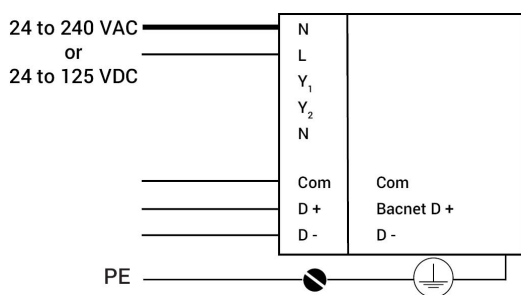 24 to 240 VAC
or
24 to 125 VDC
N
L
Y1
Y2
N
Com Com
D + Bacnet D +
D - D -
PE